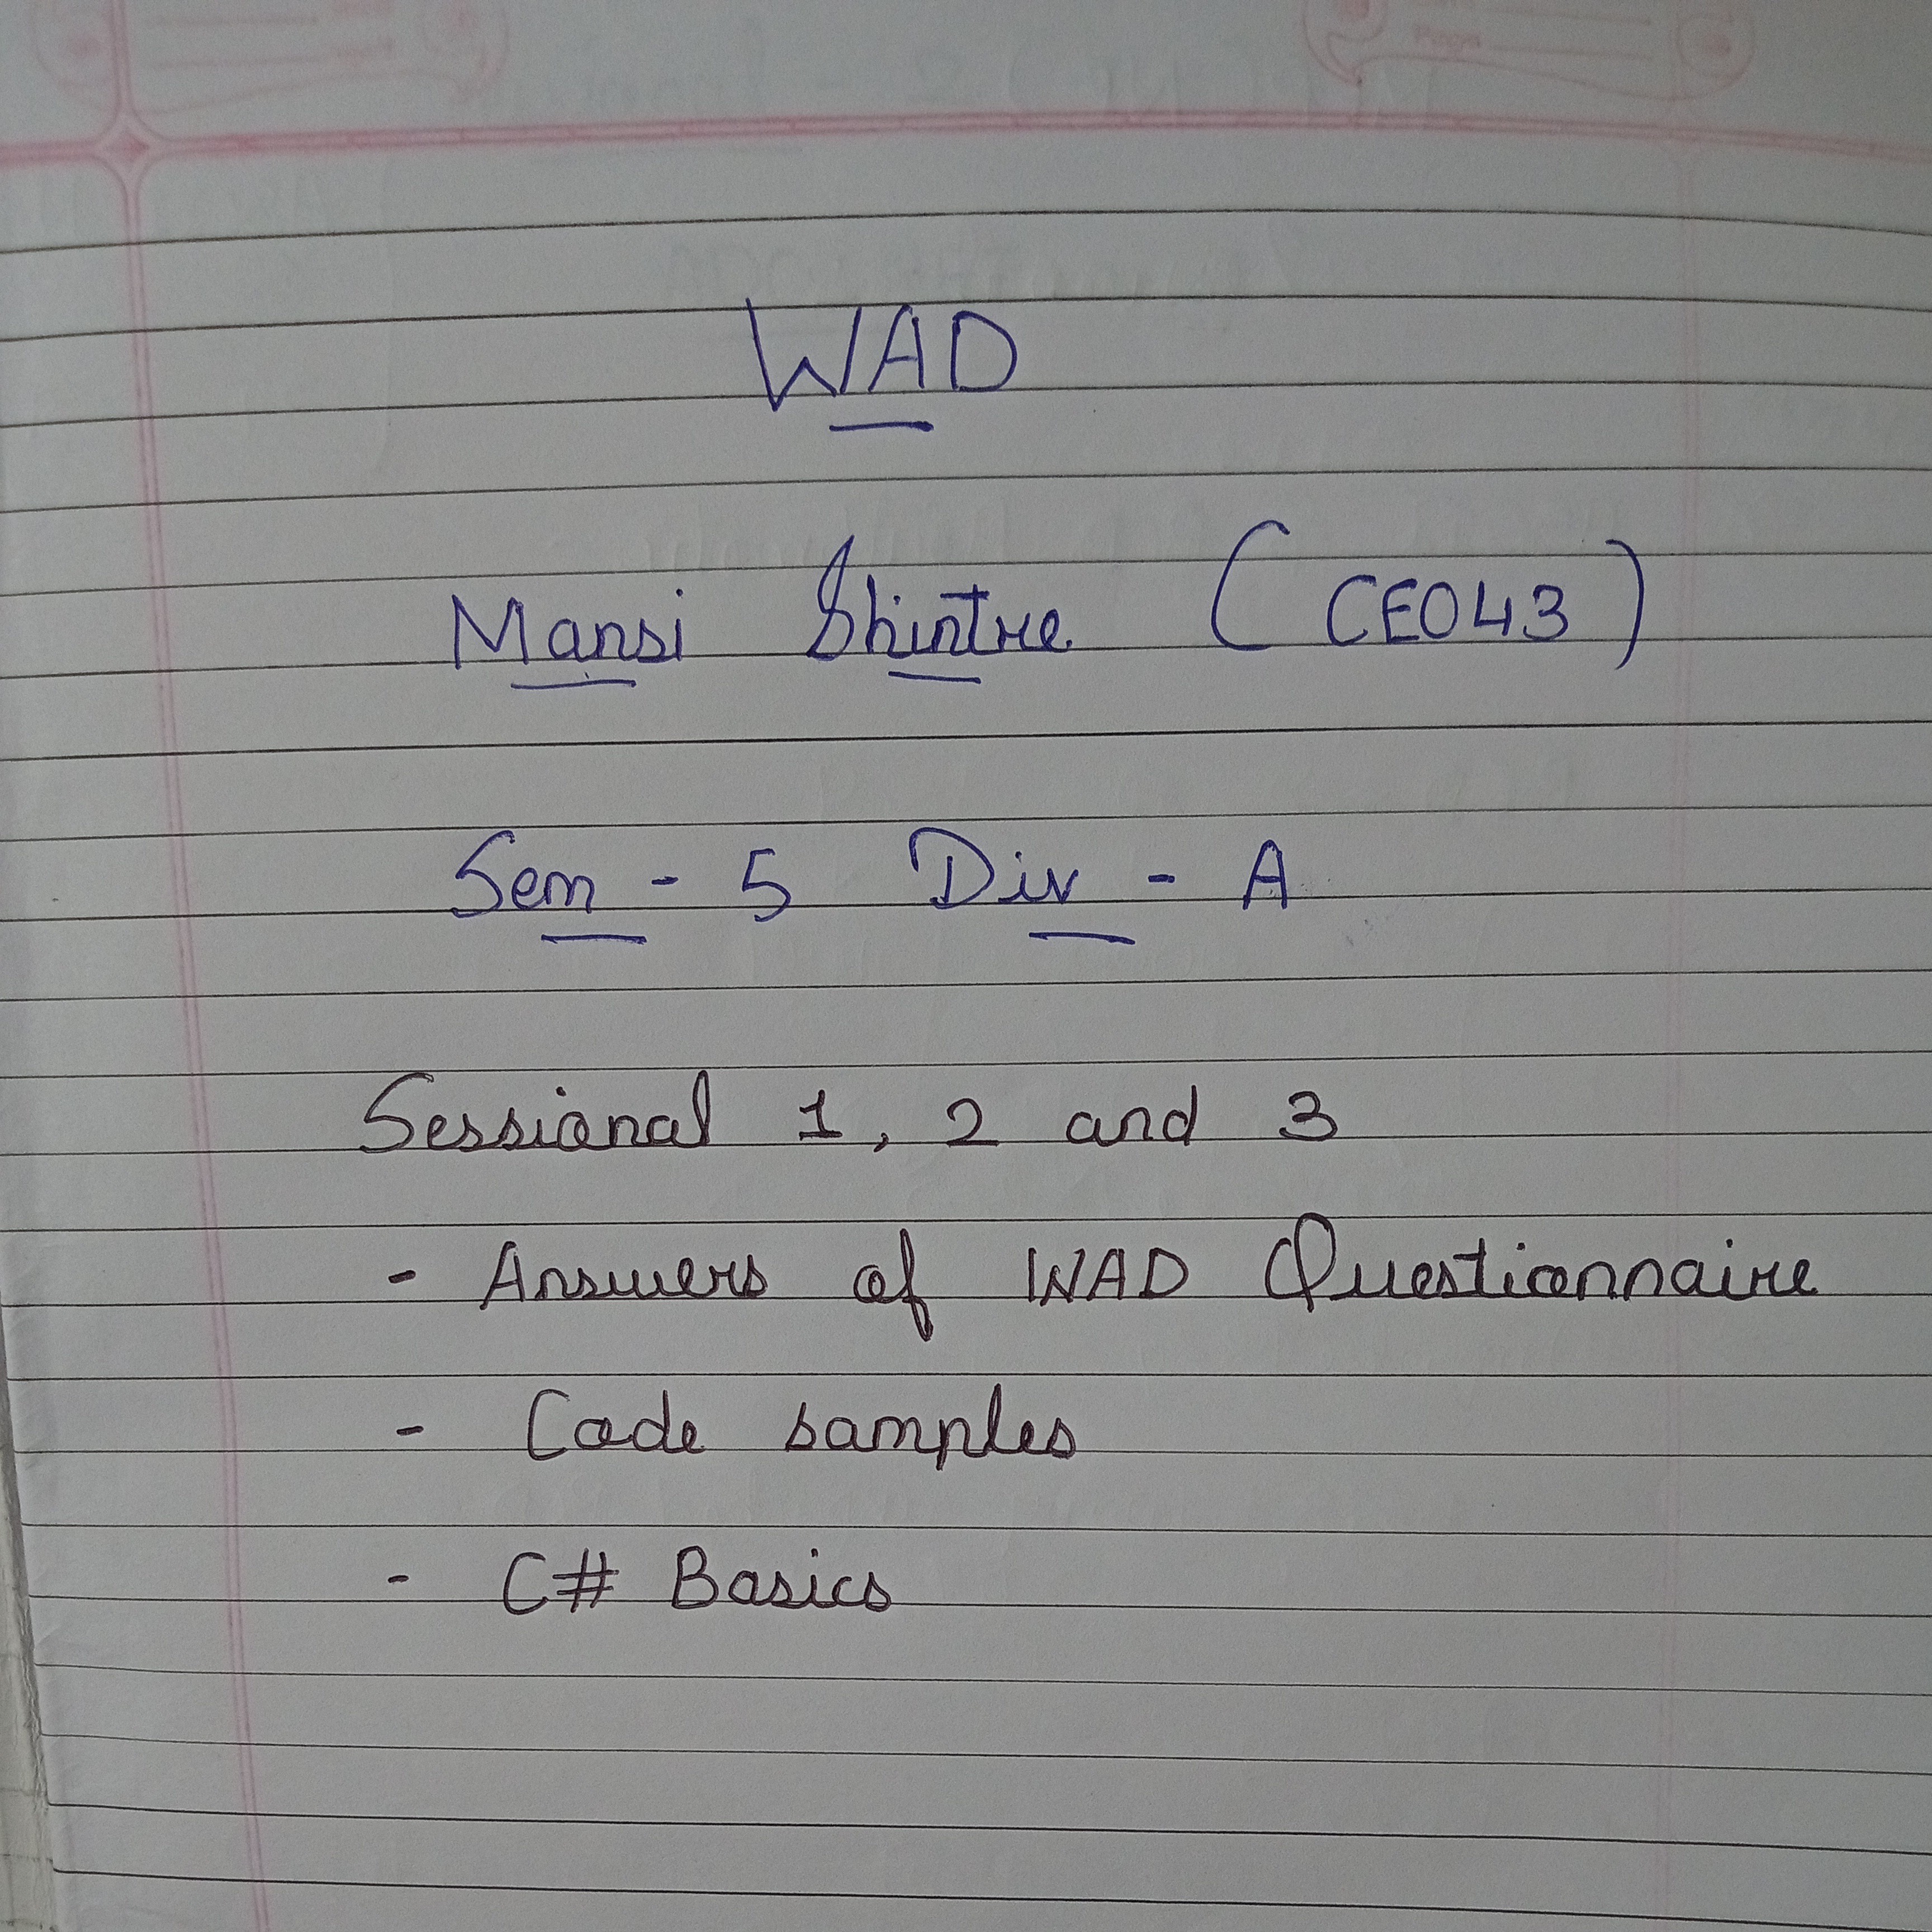 WAD
Mansi Shintre (CE043)
Sem - 5 Div - A
Sessional 1, 2 and 3
- Answers of WAD Questionnaire
- Code samples
- C# Basics